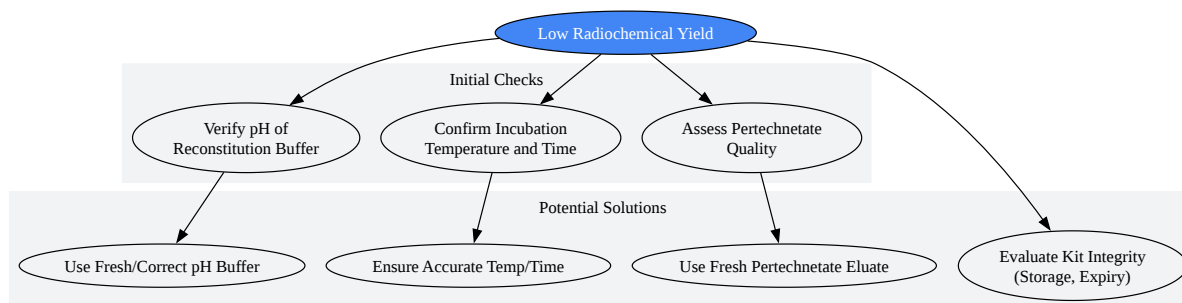 Low Radiochemical Yield
Initial Checks
Verify pH of
Reconstitution Buffer
Confirm Incubation
Temperature and Time
Assess Pertechnetate
Quality
Potential Solutions
Use Fresh/Correct pH Buffer
Ensure Accurate Temp/Time
Use Fresh Pertechnetate Eluate
Evaluate Kit Integrity
(Storage, Expiry)